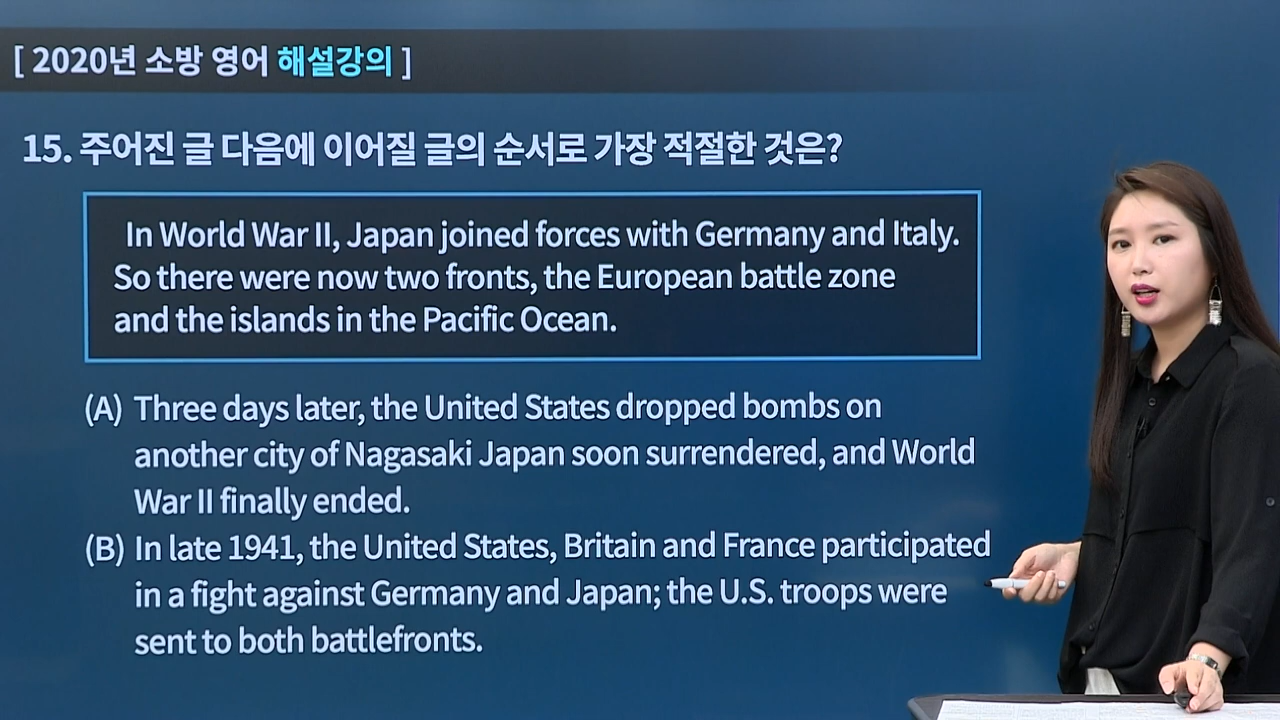 [ 2020년 소방 영어 해설강의 ]
15. 주어진 글 다음에 이어질 글의 순서로 가장 적절한 것은?
In World War II, Japan joined forces with Germany and Italy.
So there were now two fronts, the European battle zone
and the islands in the Pacific Ocean.
(A) Three days later, the United States dropped bombs on
another city of Nagasaki Japan soon surrendered, and World
War II finally ended.
(B) In late 1941, the United States, Britain and France participated
in a fight against Germany and Japan; the U.S. troops were
sent to both battlefronts.